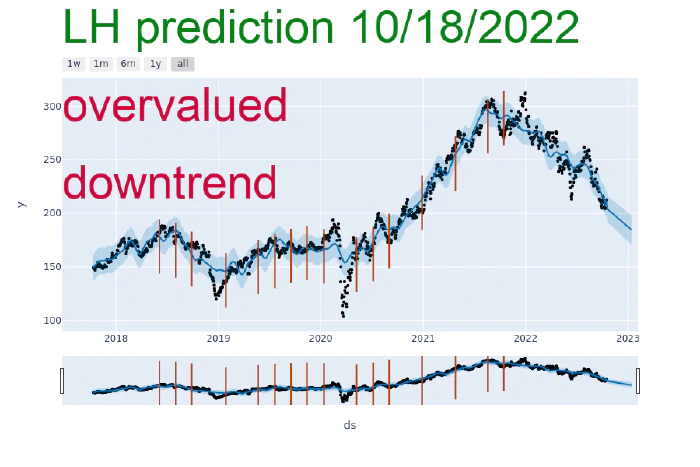 LH prediction 10/18/2022
1w 1m 6m 1y all
overvalued
downtrend
300
250
200
150
100
y
2018 2019 2020 2021 2022 2023
ds